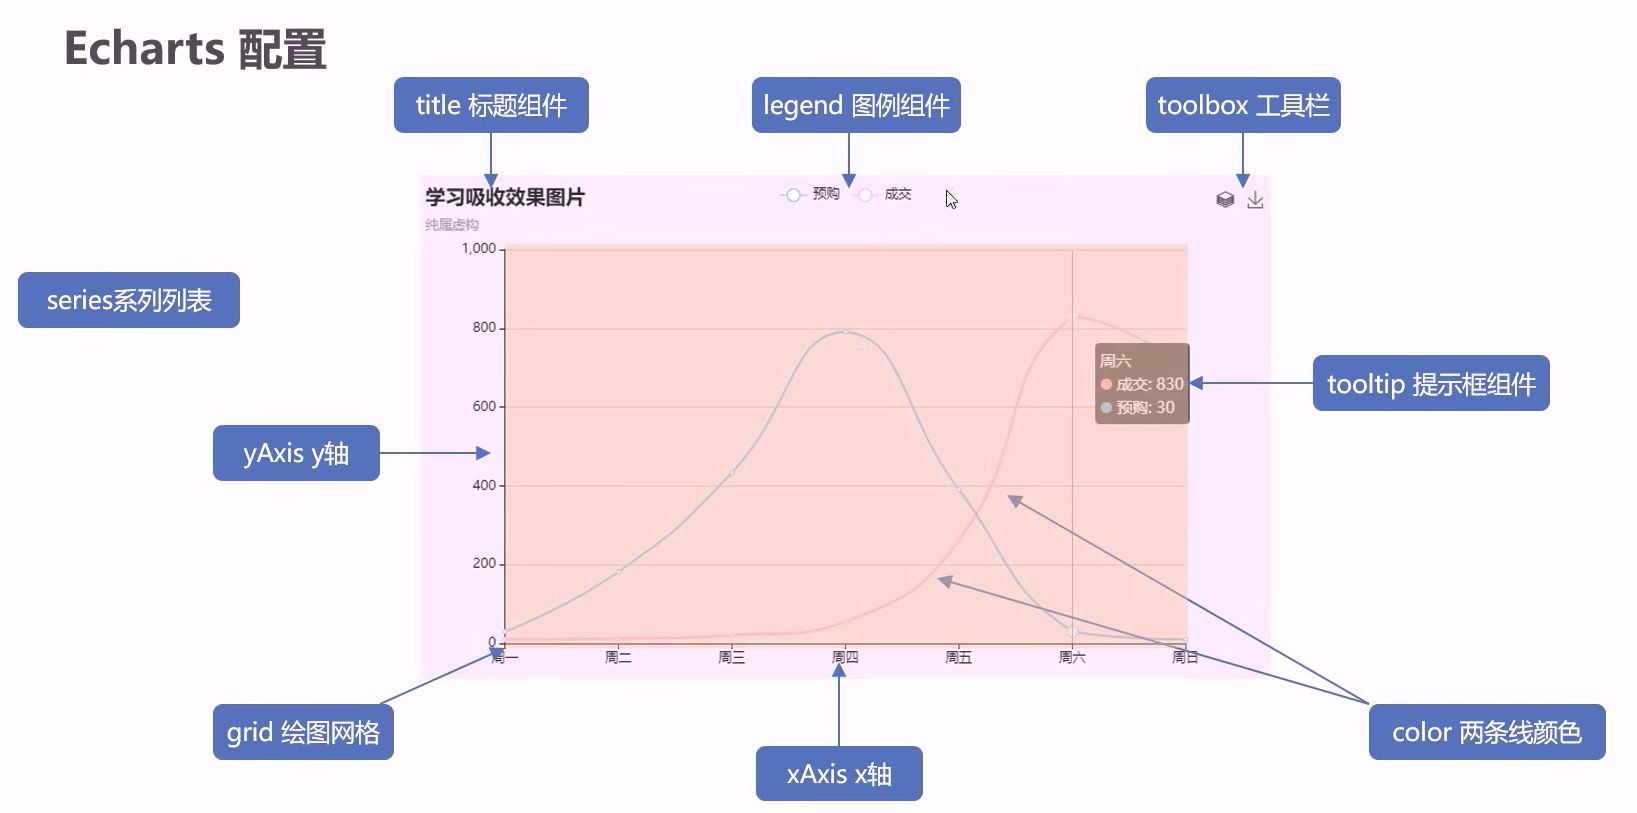 Echarts 配置
title 标题组件
legend 图例组件
toolbox 工具栏
学习吸收效果图片
预购
成交
纯属虚构
1,000
series系列列表
800
周六
成交: 830
预购: 30
tooltip 提示框组件
600
yAxis y轴
400
200
0
周一
周二
周三
周四
周五
周六
周日
grid 绘图网格
color 两条线颜色
xAxis x轴